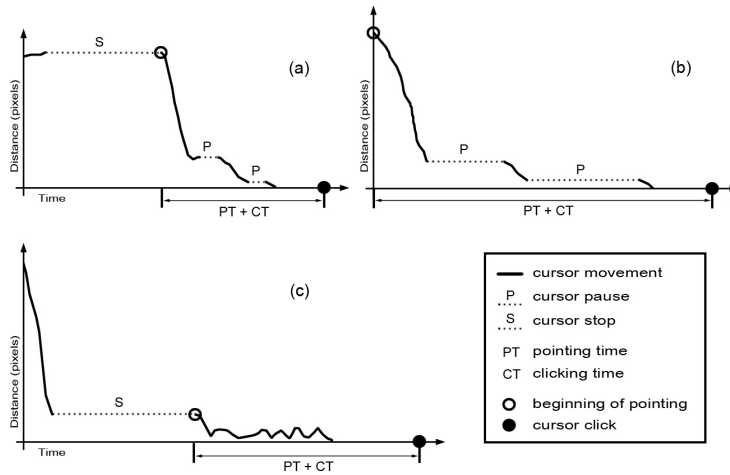 S
(a)
P
P
Distance (pixels)
Time
PT + CT
(b)
P
P
Distance (pixels)
PT + CT
(c)
S
Distance (pixels)
Time
PT + CT
cursor movement
P cursor pause
S cursor stop
PT pointing time
CT clicking time
beginning of pointing
cursor click